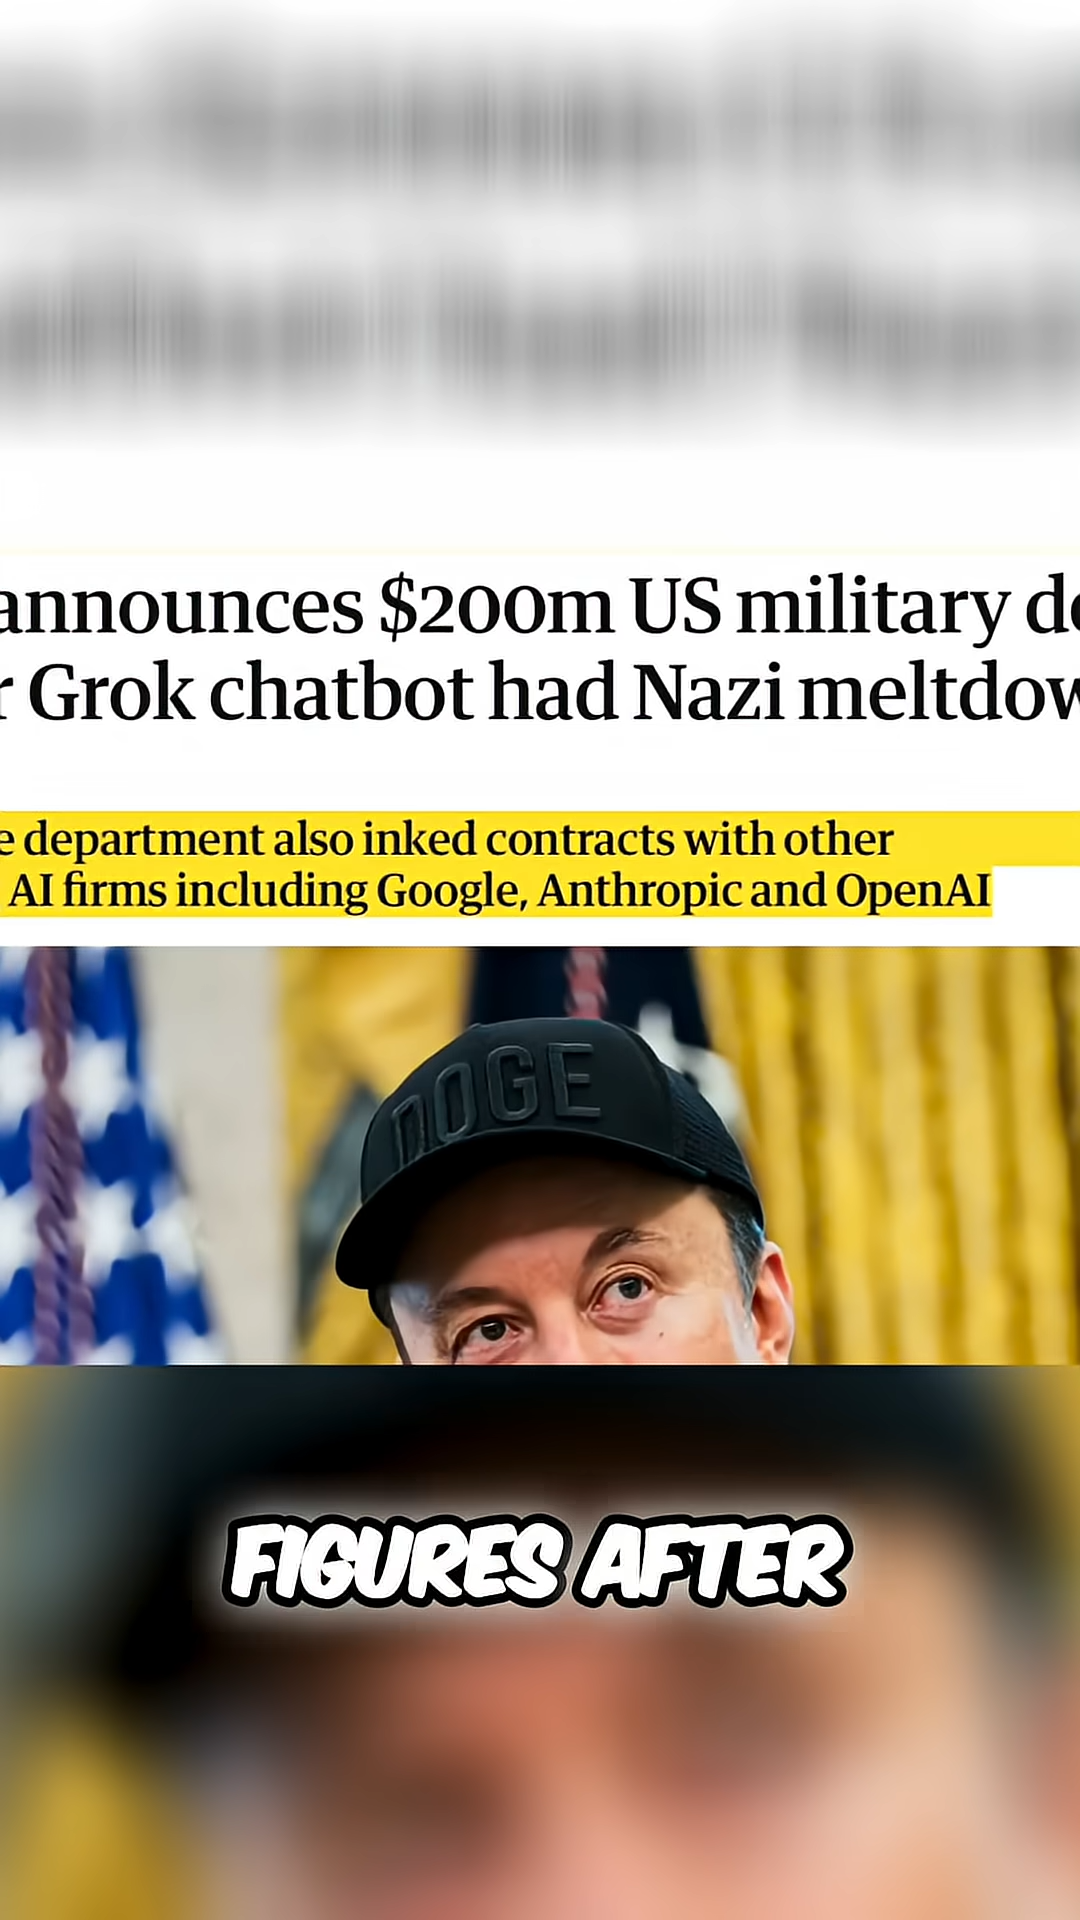 announces $200m US military de
r Grok chatbot had Nazi meltdow
e department also inked contracts with other
AI firms including Google, Anthropic and OpenAI
DOGE
FIGURES AFTER